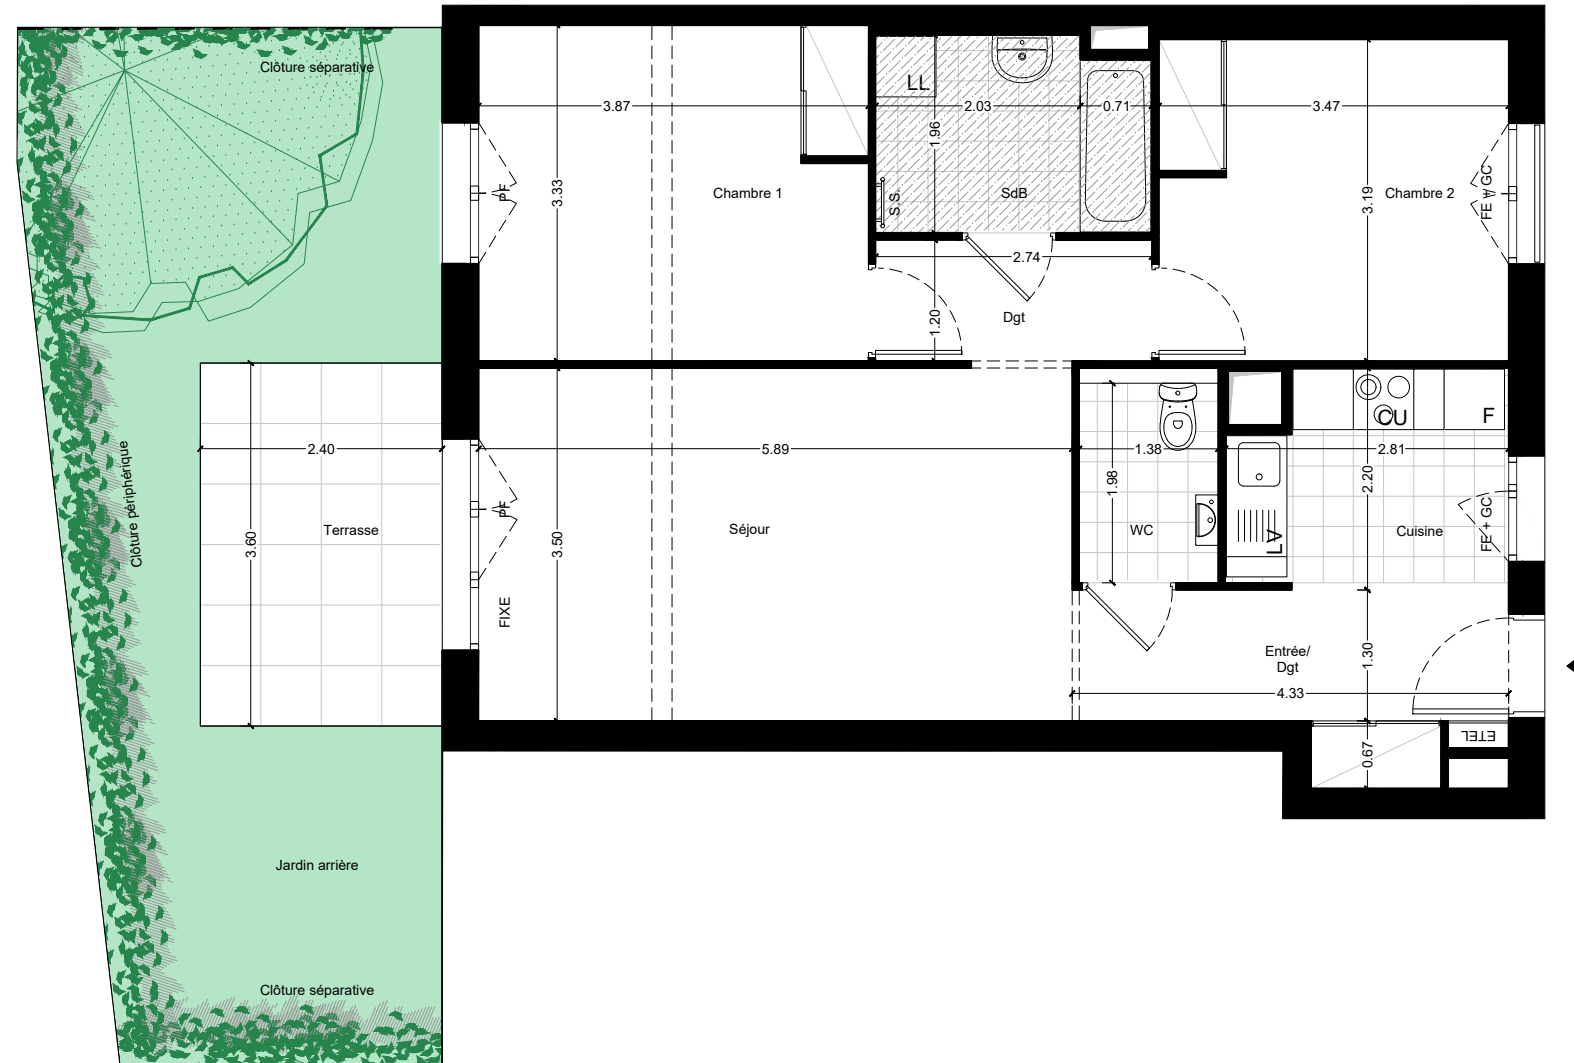 Clôture séparative
3.87
LL
2.03
0.71
3.47
1.96
PF
3.33
Chambre 1
S.S.
SdB
3.19
Chambre 2
FE + GC
2.74
1.20
Dgt
Clôture périphérique
2.40
5.89
1.38
CU
F
2.81
1.98
2.20
3.60
Terrasse
PF
3.50
Séjour
WC
LV
Cuisine
FE + GC
FIXE
Entrée/
Dgt
1.30
4.33
ETEL
0.67
Jardin arrière
Clôture séparative